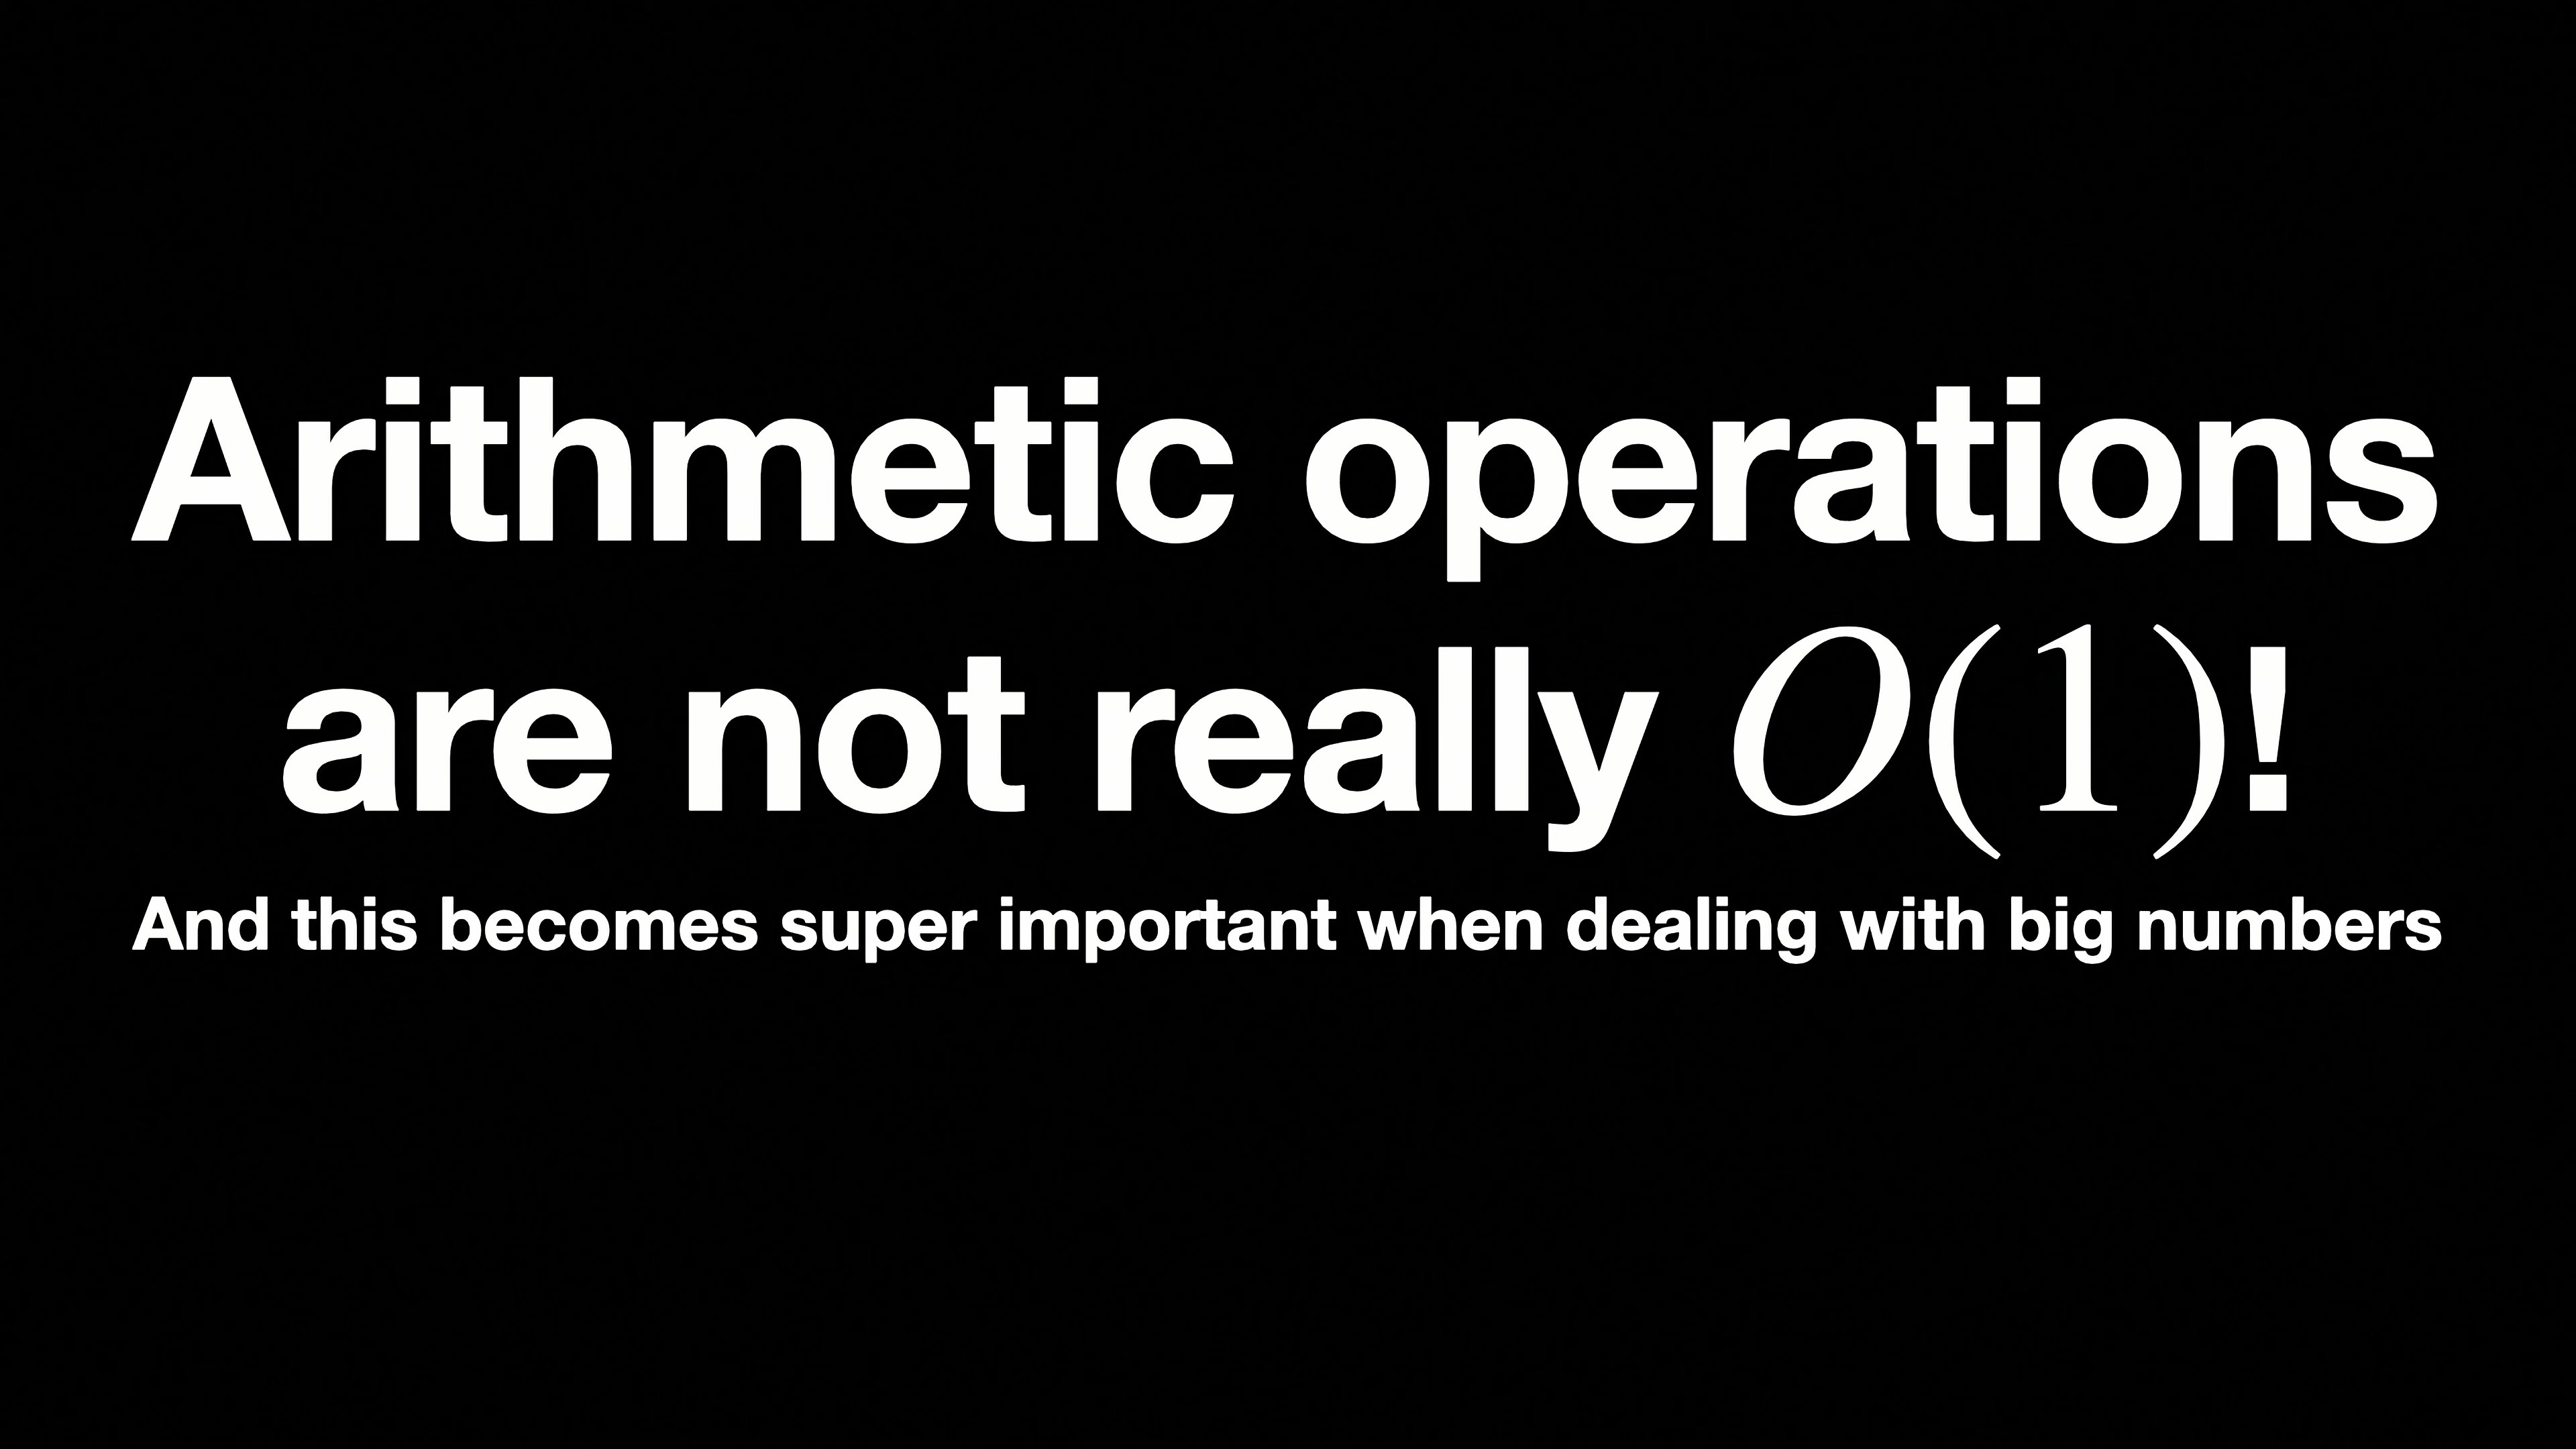 Arithmetic operations
are not really O(1)!
And this becomes super important when dealing with big numbers